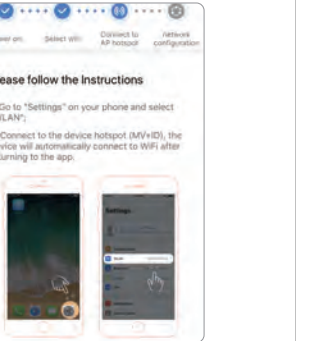 wer on
Select wifi
Connect to
AP hotspot
network
configuration
ease follow the Instructions
Go to "Settings" on your phone and select
WLAN";
Connect to the device hotspot (MV+ID), the
vice will automatically connect to WiFi after
turning to the app.
Settings